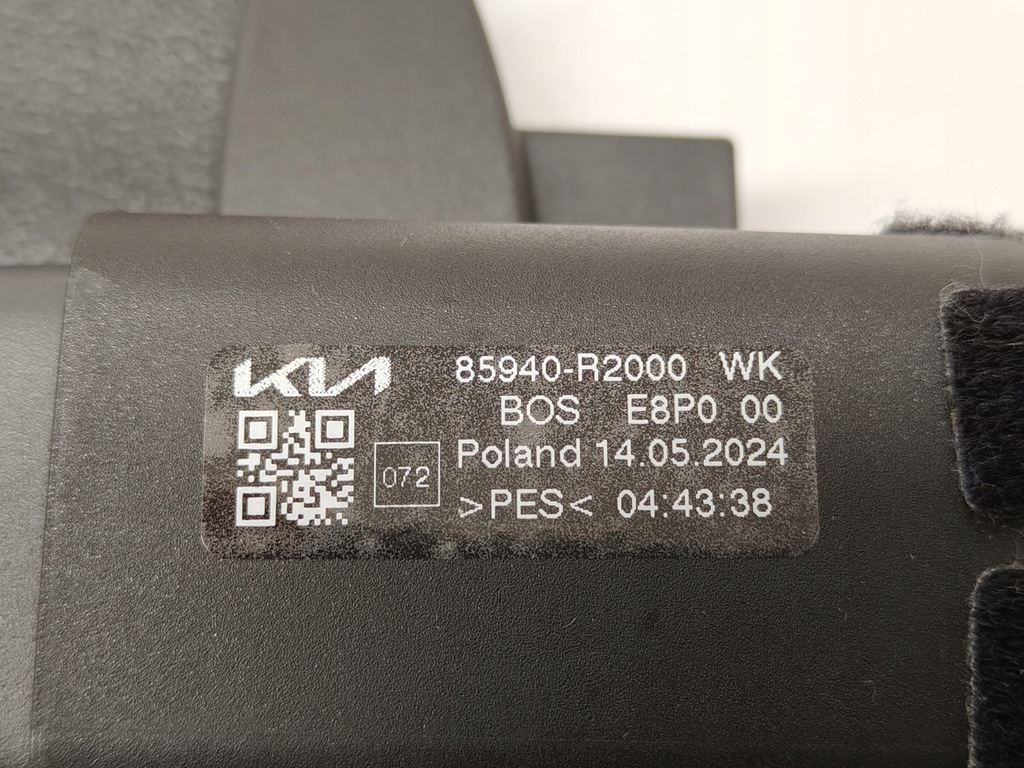 KIA 85940-R2000 WK
BOS E8P0 00
072 Poland 14.05.2024
>PES< 04:43:38